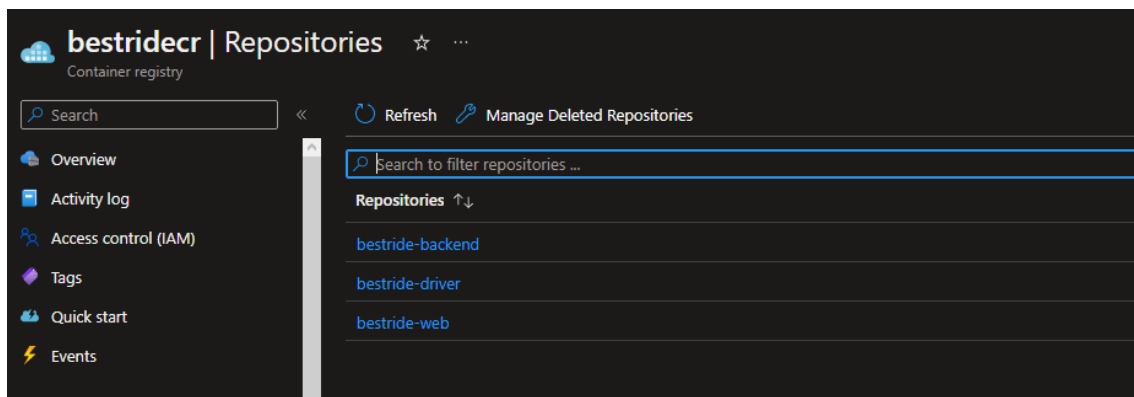 bestridecr | Repositories
Container registry
Search
Refresh
Manage Deleted Repositories
Overview
Activity log
Access control (IAM)
Tags
Quick start
Events
Search to filter repositories ...
Repositories
bestride-backend
bestride-driver
bestride-web